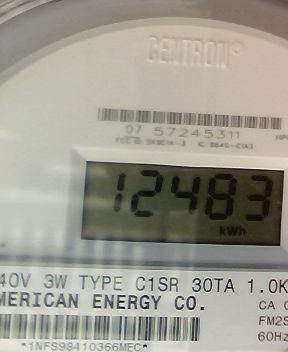 CENTRON®
07 57245311
12483
kWh
40V 3W TYPE C1SR 30TA 1.0K
MERICAN ENERGY CO.
CA 0
FM2S
60Hz
*1NFS98410366MEC*